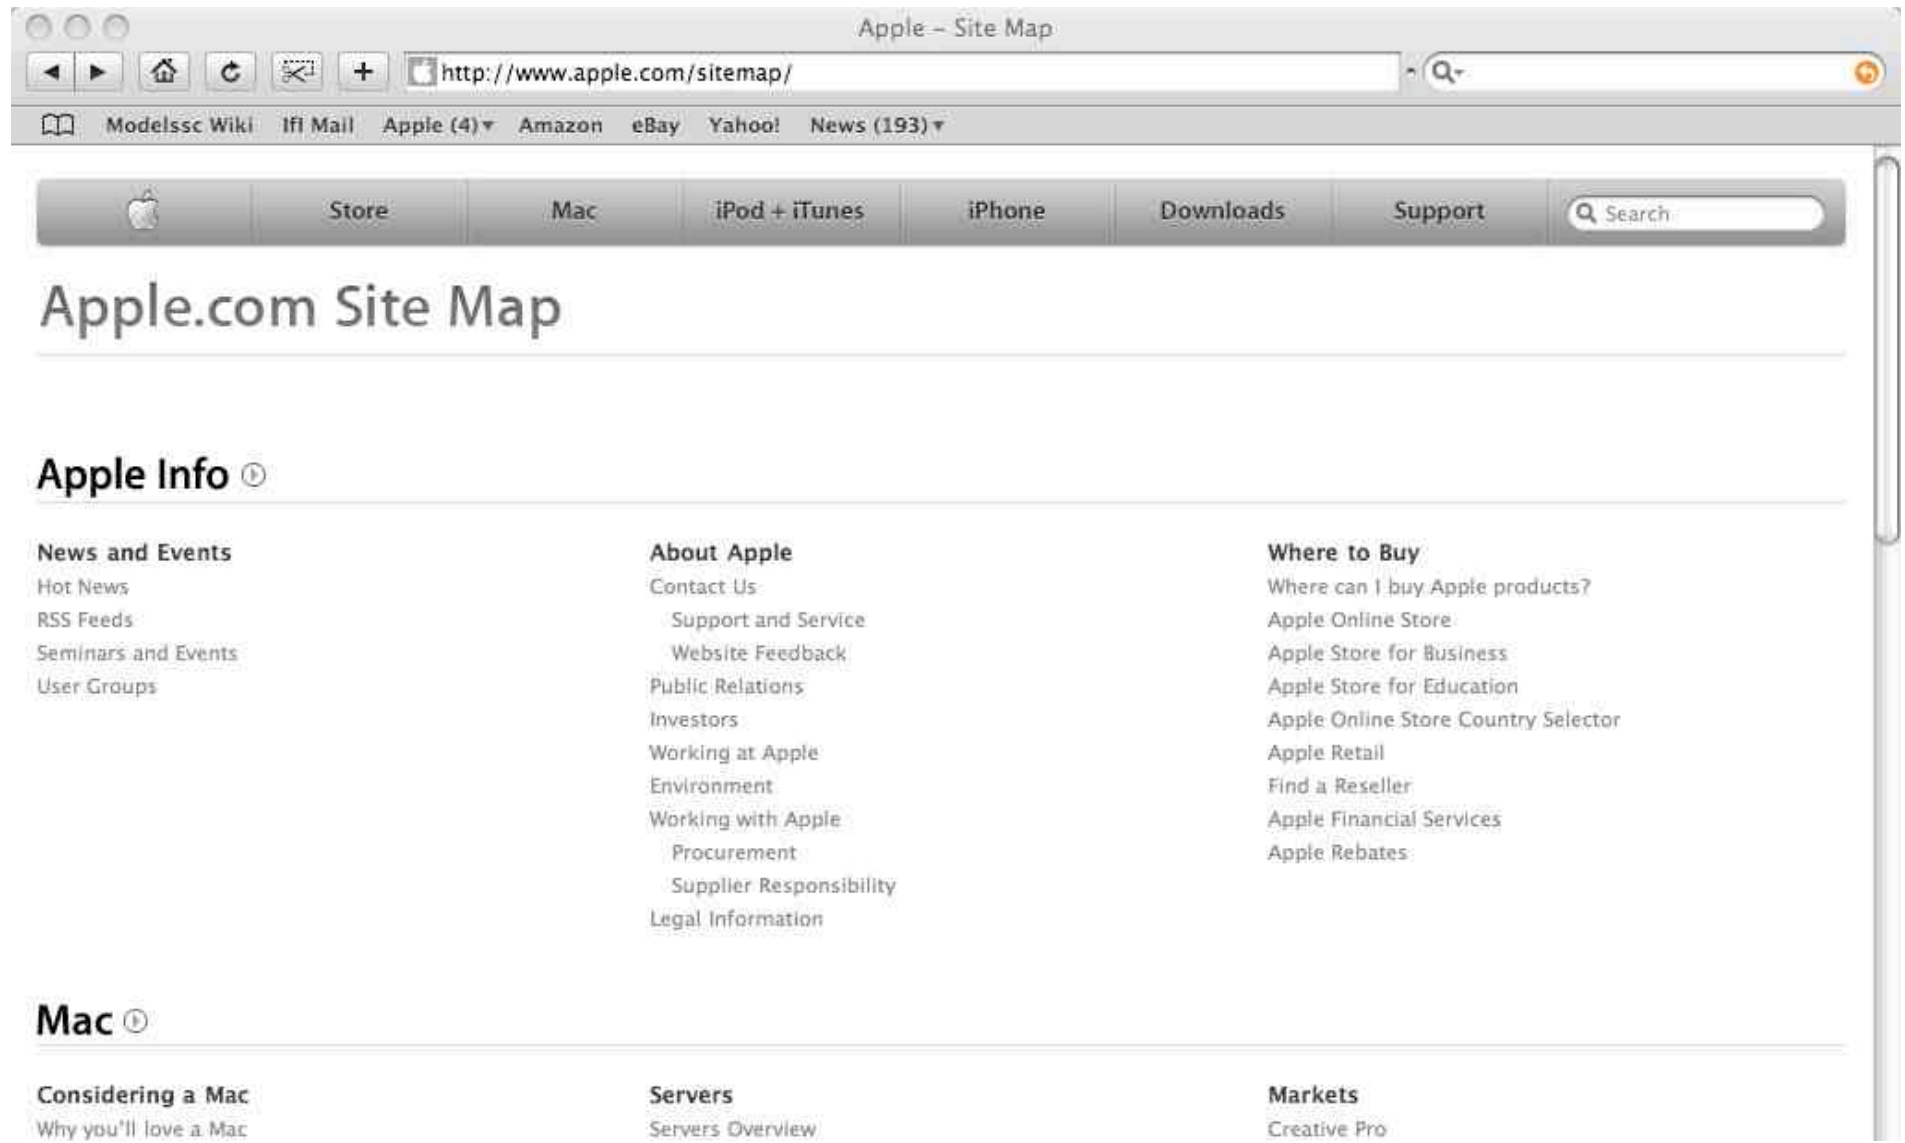 Apple – Site Map
http://www.apple.com/sitemap/
Modelssc Wiki IfI Mail Apple (4) Amazon eBay Yahoo! News (193)
Store Mac iPod + iTunes iPhone Downloads Support Search
Apple.com Site Map
Apple Info
News and Events
Hot News
RSS Feeds
Seminars and Events
User Groups
About Apple
Contact Us
Support and Service
Website Feedback
Public Relations
Investors
Working at Apple
Environment
Working with Apple
Procurement
Supplier Responsibility
Legal Information
Where to Buy
Where can I buy Apple products?
Apple Online Store
Apple Store for Business
Apple Store for Education
Apple Online Store Country Selector
Apple Retail
Find a Reseller
Apple Financial Services
Apple Rebates
Mac
Considering a Mac
Why you'll love a Mac
Servers
Servers Overview
Markets
Creative Pro